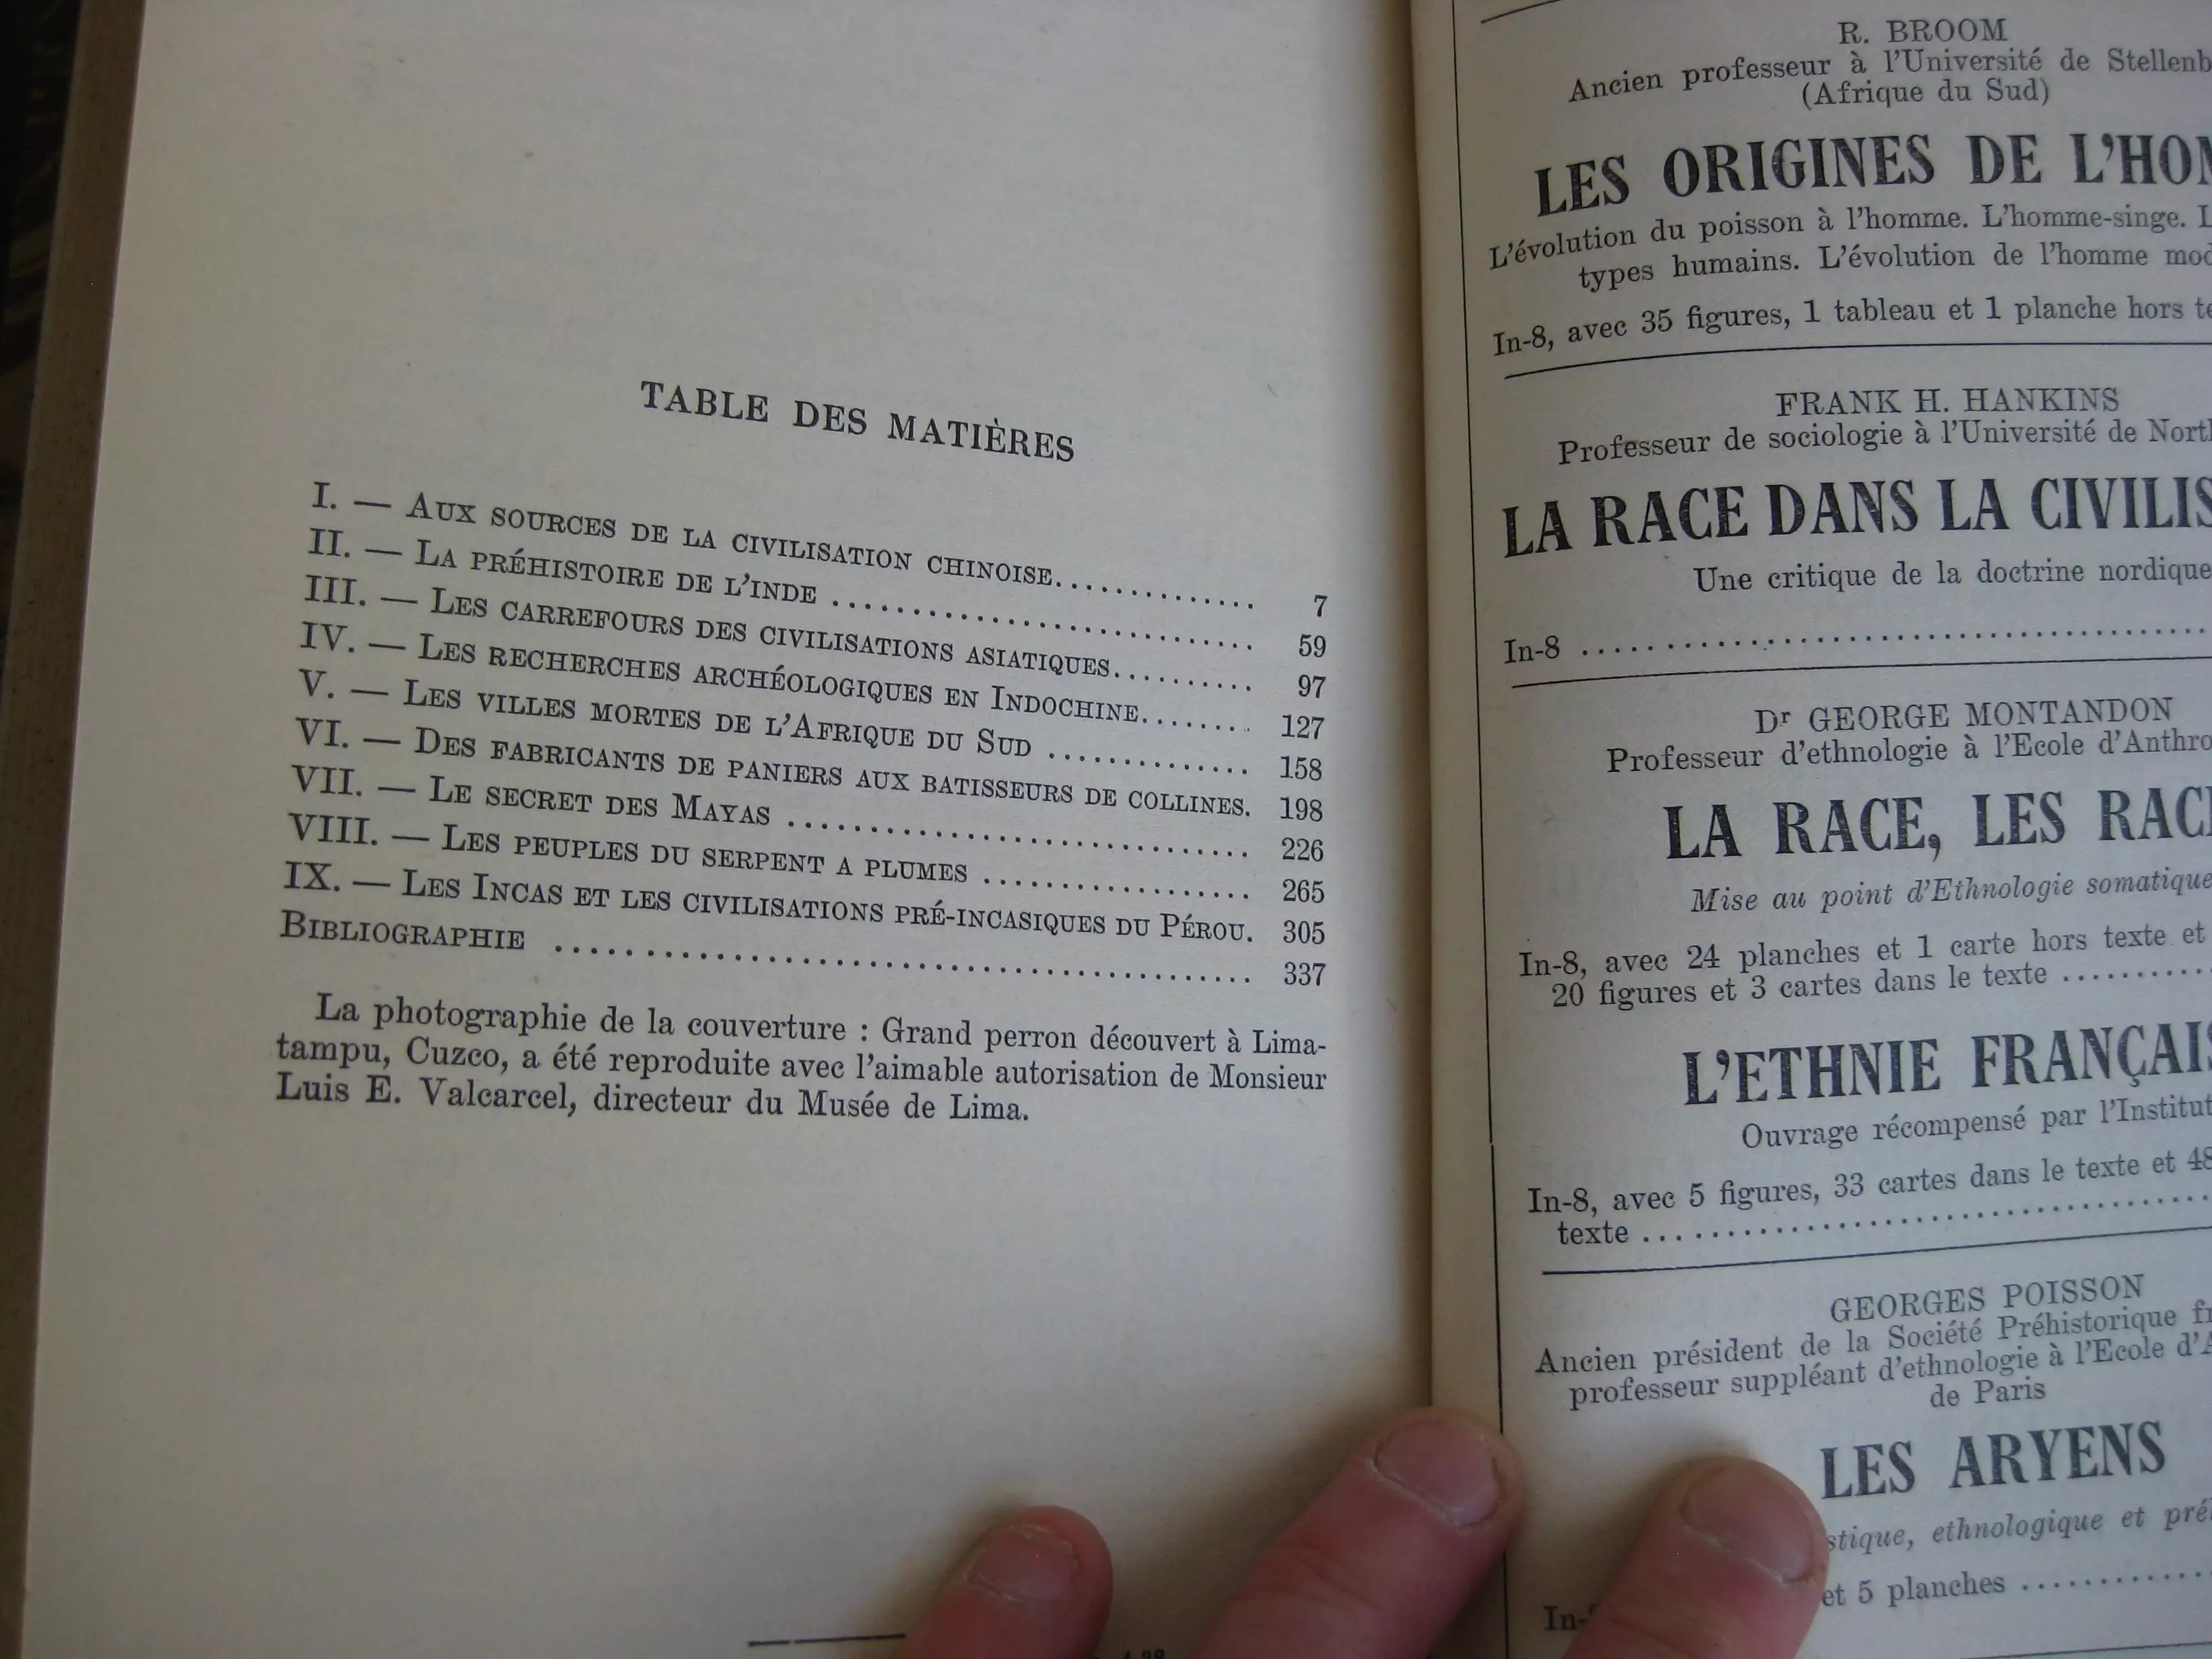 TABLE DES MATIÈRES
I. — Aux sources de la civilisation chinoise.............. 7
II. — La préhistoire de l'Inde .............................. 59
III. — Les carrefours des civilisations asiatiques.......... 97
IV. — Les recherches archéologiques en Indochine........ 127
V. — Les villes mortes de l'Afrique du Sud .............. 158
VI. — Des fabricants de paniers aux batisseurs de collines. 198
VII. — Le secret des Mayas ................................. 226
VIII. — Les peuples du serpent a plumes ................... 265
IX. — Les Incas et les civilisations pré-incasiques du Pérou. 305
Bibliographie .................................................. 337
La photographie de la couverture : Grand perron découvert à Lima-
tampu, Cuzco, a été reproduite avec l'aimable autorisation de Monsieur
Luis E. Valcarcel, directeur du Musée de Lima.
R. BROOM
Ancien professeur à l'Université de Stellenb
(Afrique du Sud)
LES ORIGINES DE L'HOM
L'évolution du poisson à l'homme. L'homme-singe. L
types humains. L'évolution de l'homme mod
In-8, avec 35 figures, 1 tableau et 1 planche hors te
FRANK H. HANKINS
Professeur de sociologie à l'Université de Nort
LA RACE DANS LA CIVILIS
Une critique de la doctrine nordique
In-8 ......................................
Dr GEORGE MONTANDON
Professeur d'ethnologie à l'Ecole d'Anthro
LA RACE, LES RAC
Mise au point d'Ethnologie somatique
In-8, avec 24 planches et 1 carte hors texte et
20 figures et 3 cartes dans le texte ..........
L'ETHNIE FRANÇAIS
Ouvrage récompensé par l'Institut
In-8, avec 5 figures, 33 cartes dans le texte et 48
texte ..................................
GEORGES POISSON
Ancien président de la Société Préhistorique fr
professeur suppléant d'ethnologie à l'Ecole d'A
de Paris
LES ARYENS
stique, ethnologique et pré
In-
et 5 planches .............